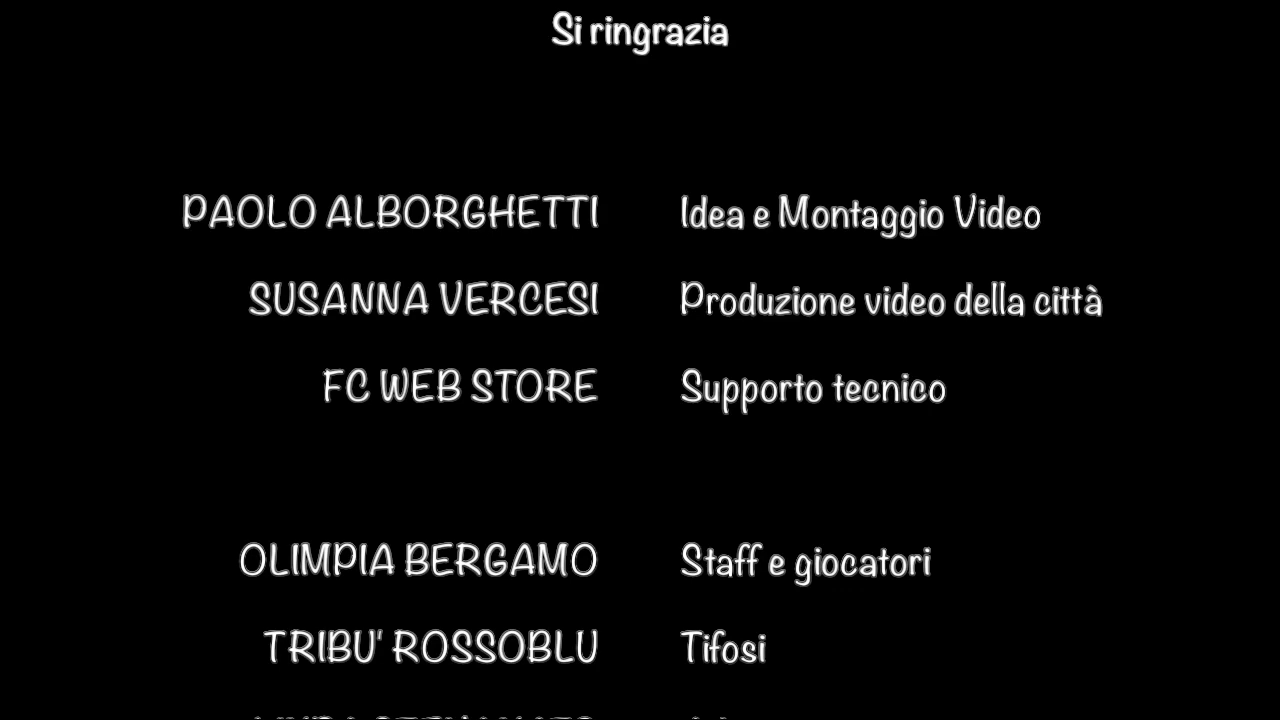 Si ringrazia
PAOLO ALBORGHETTI Idea e Montaggio Video
SUSANNA VERCESI Produzione video della città
FC WEB STORE Supporto tecnico
OLIMPIA BERGAMO Staff e giocatori
TRIBU' ROSSOBLU Tifosi